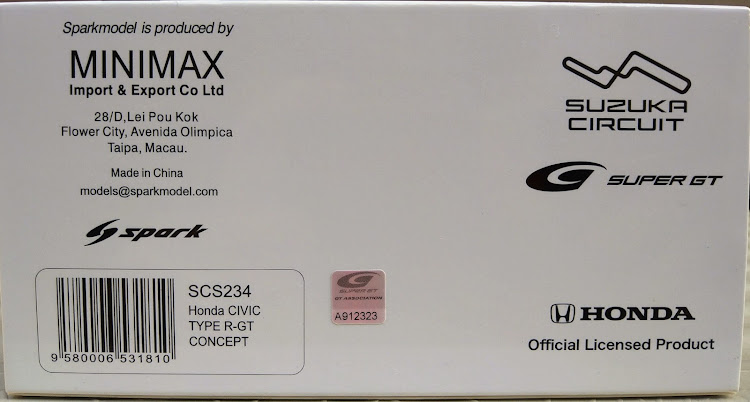 Sparkmodel is produced by
MINIMAX
Import & Export Co Ltd
28/D,Lei Pou Kok
Flower City, Avenida Olimpica
Taipa, Macau.
Made in China
models@sparkmodel.com
spark
SUZUKA
CIRCUIT
SUPER GT
SCS234
Honda CIVIC
TYPE R-GT
CONCEPT
9 580006 531810
SUPER GT
GT ASSOCIATION
A912323
HONDA
Official Licensed Product